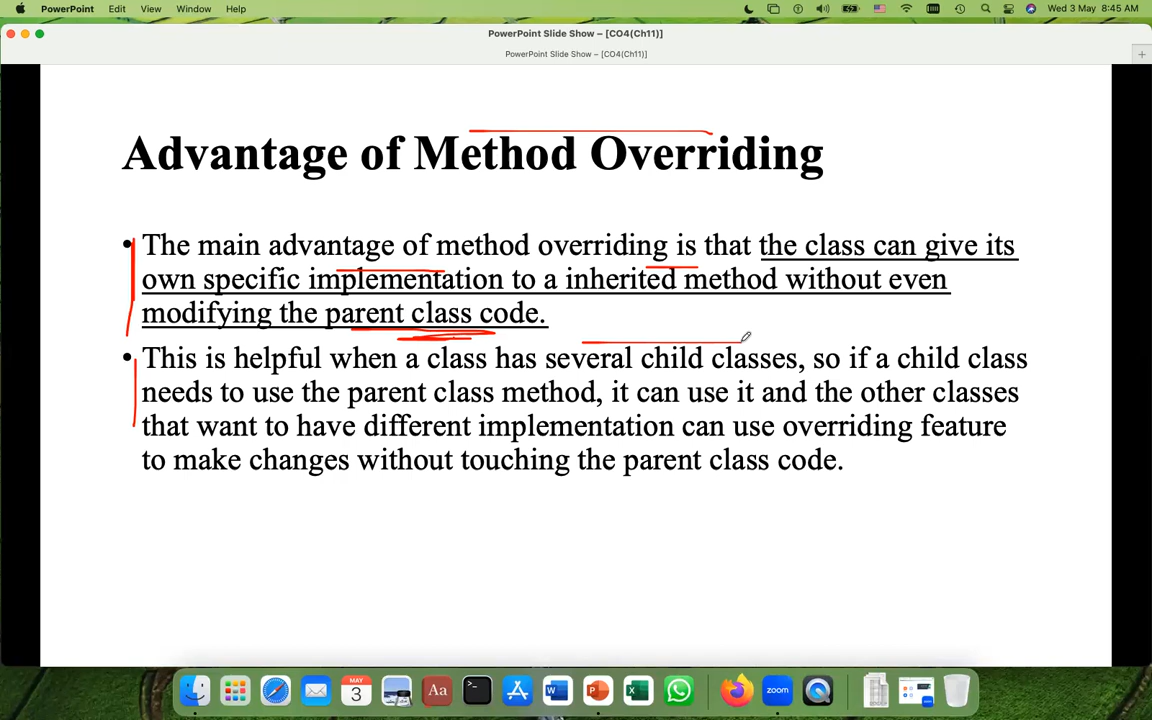 PowerPoint Edit View Window Help Wed 3 May 8:45 AM
PowerPoint Slide Show – [CO4(Ch11)]
PowerPoint Slide Show – [CO4(Ch11)]
Advantage of Method Overriding
• The main advantage of method overriding is that the class can give its
own specific implementation to a inherited method without even
modifying the parent class code.
• This is helpful when a class has several child classes, so if a child class
needs to use the parent class method, it can use it and the other classes
that want to have different implementation can use overriding feature
to make changes without touching the parent class code.
MAY
3
Aa
W
P
X
zoom